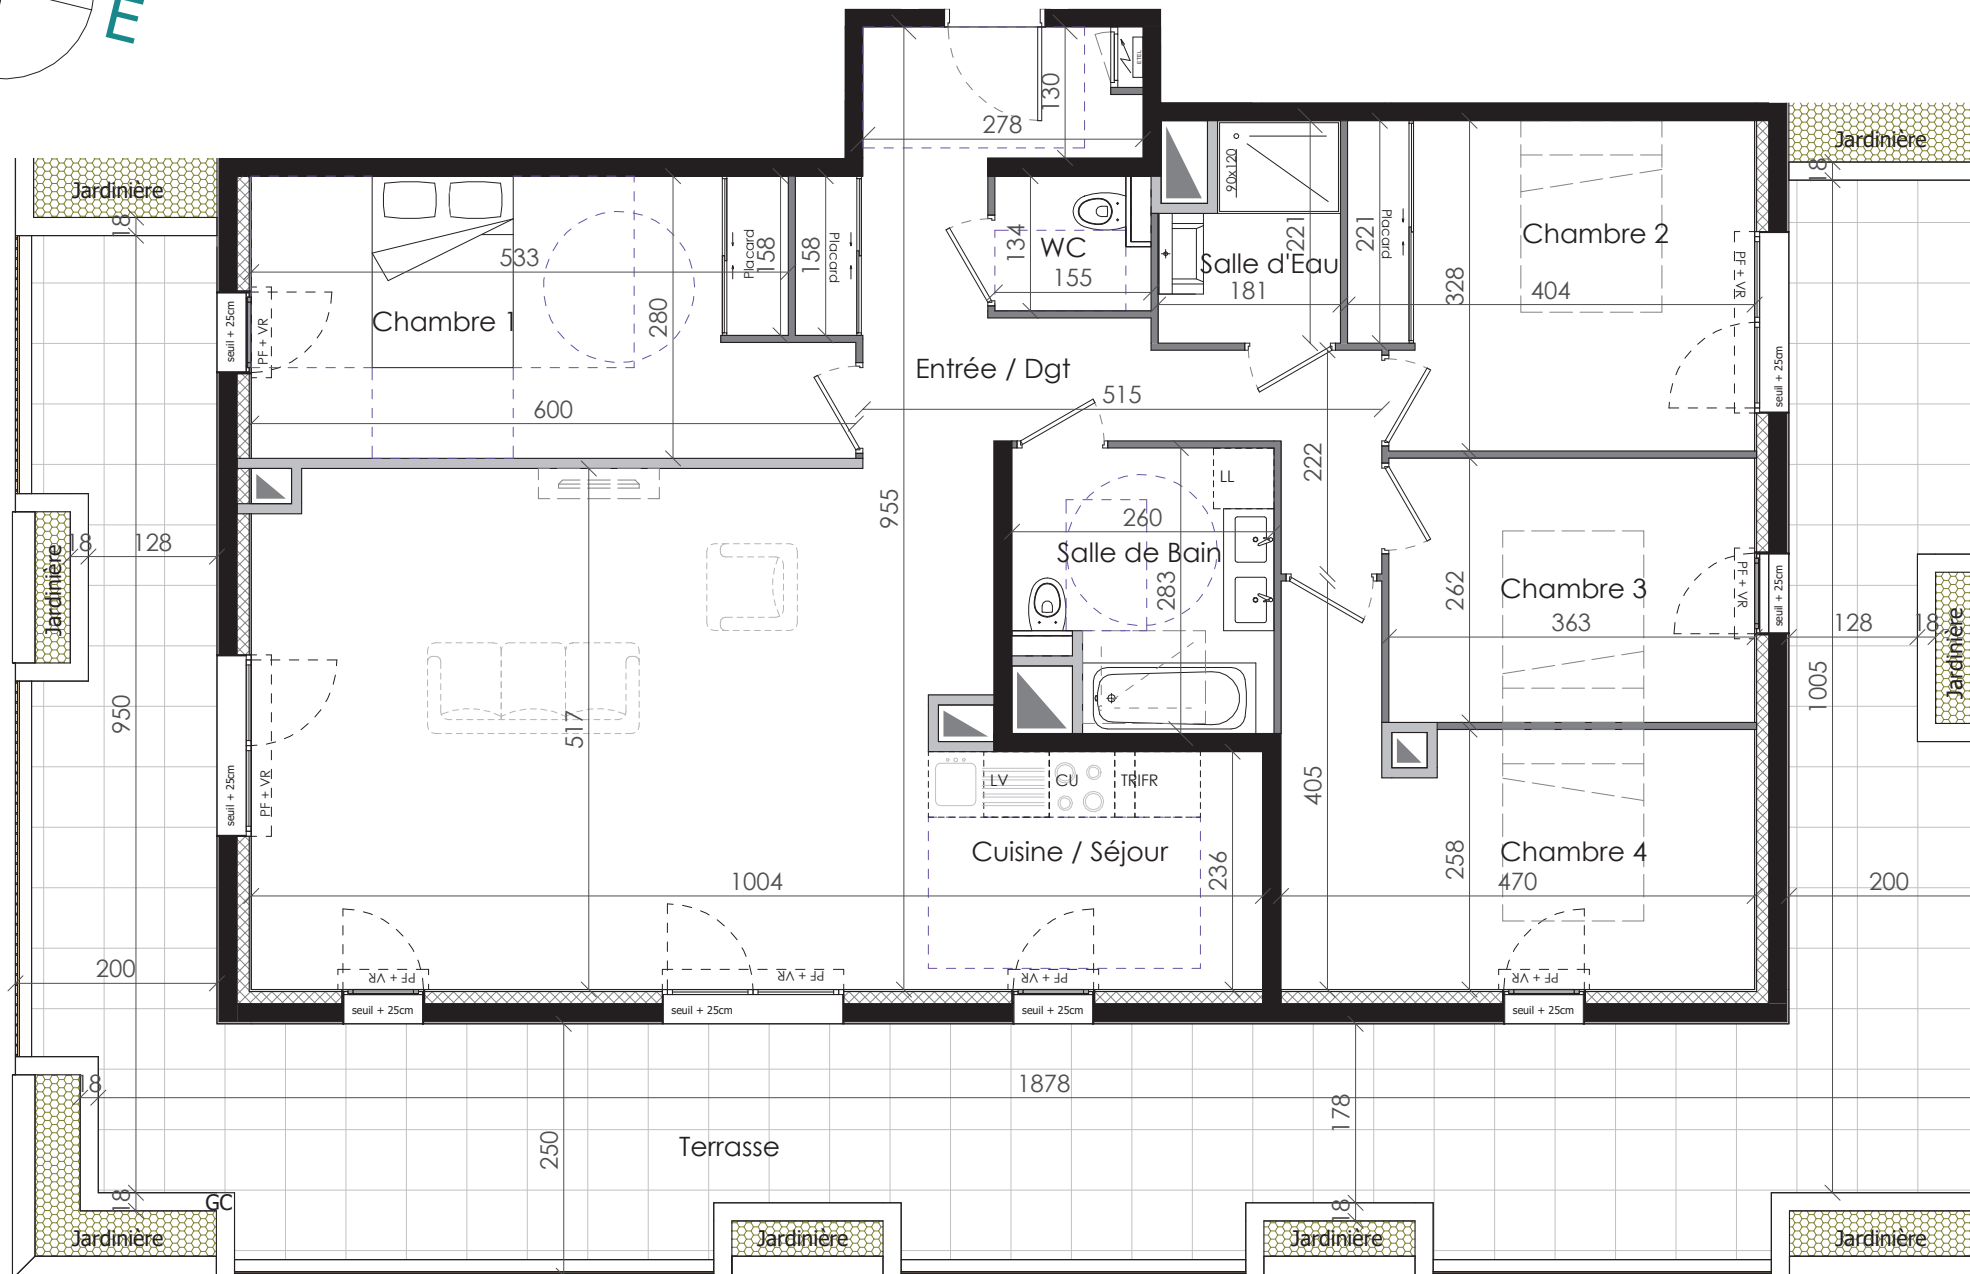 E
Jardinière
18
278
130
ETEL
90x120
Jardinière
18
533
Placard
158
158
Placard
134
WC
155
221
Salle d'Eau
181
221
Placard
328
Chambre 2
404
PF + VR
seuil + 25cm
Chambre 1
280
seuil + 25cm
PF + VR
600
Entrée / Dgt
515
222
955
LL
260
Salle de Bain
283
262
Chambre 3
363
PF + VR
seuil + 25cm
128
18
Jardinière
1005
18
128
Jardinière
950
517
seuil + 25cm
PF + VR
LV
CU
TRI
FR
405
Cuisine / Séjour
236
258
Chambre 4
1004
470
200
200
PF + VR
PF + VR
PF + VR
PF + VR
seuil + 25cm
seuil + 25cm
seuil + 25cm
seuil + 25cm
18
1878
178
250
Terrasse
18
GC
18
Jardinière
Jardinière
Jardinière
Jardinière